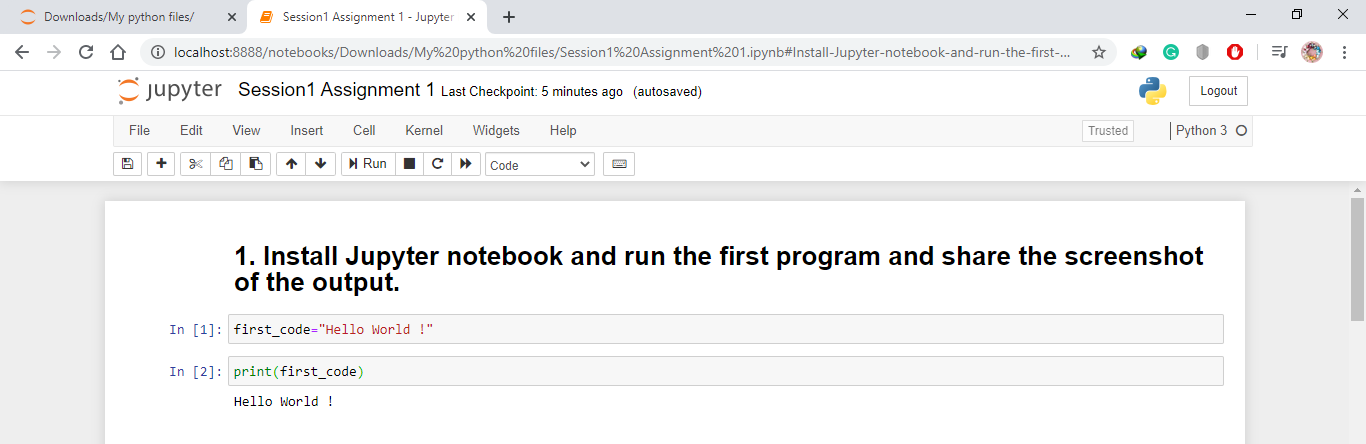 Downloads/My python files/
Session1 Assignment 1 - Jupyter
localhost:8888/notebooks/Downloads/My%20python%20files/Session1%20Assignment%201.ipynb#Install-Jupyter-notebook-and-run-the-first-...
jupyter Session1 Assignment 1 Last Checkpoint: 5 minutes ago (autosaved)
Logout
File Edit View Insert Cell Kernel Widgets Help
Trusted
Python 3
Run
Code
1. Install Jupyter notebook and run the first program and share the screenshot
of the output.
In [1]: first_code="Hello World !"
In [2]: print(first_code)
Hello World !